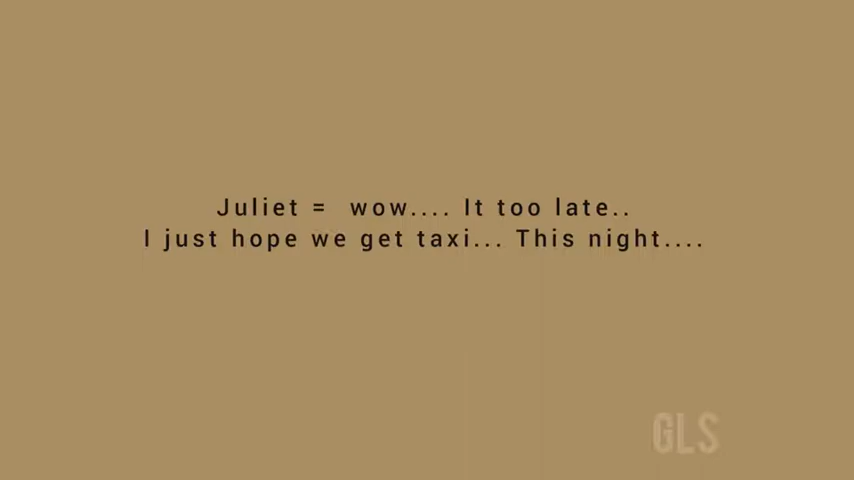 Juliet =  wow.... It too late..
I just hope we get taxi... This night....
GLS